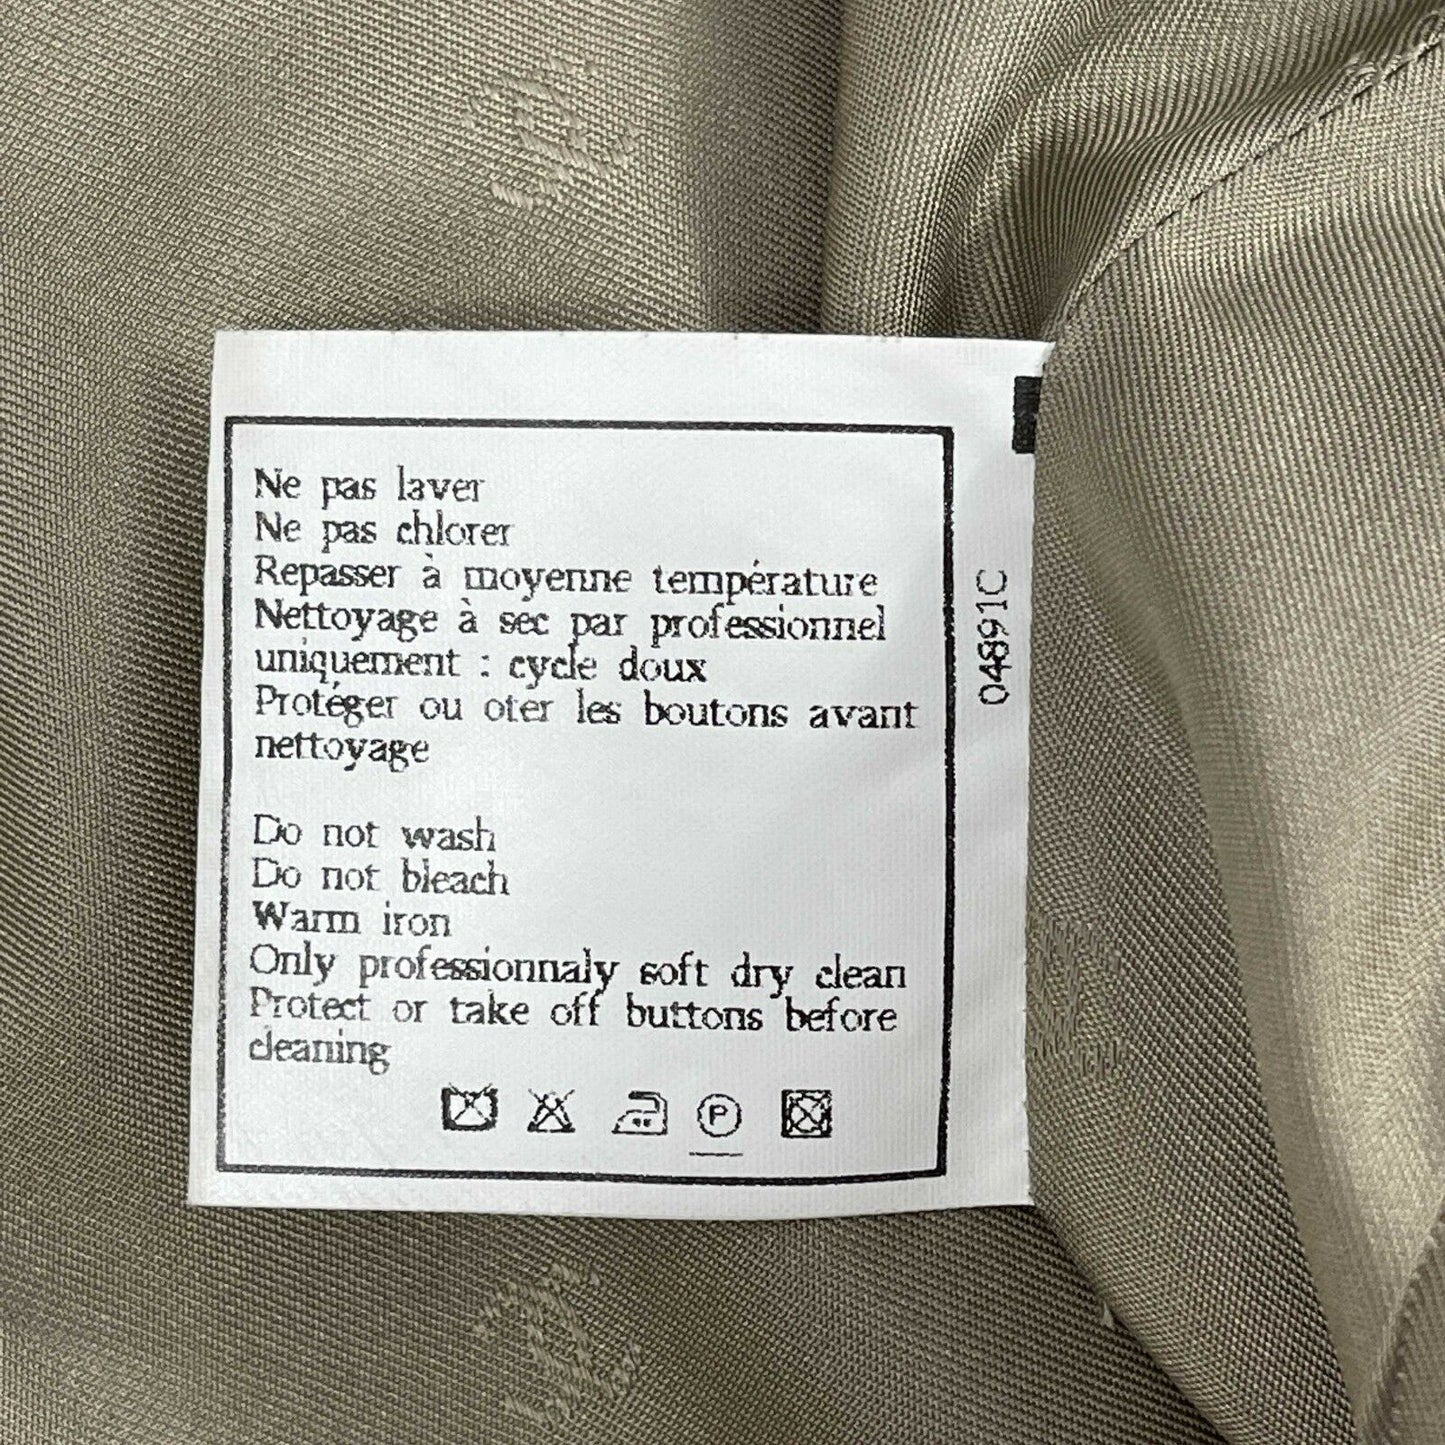 Ne pas laver
Ne pas chlorer
Repasser à moyenne température
Nettoyage à sec par professionnel
uniquement : cycle doux
Protéger ou oter les boutons avant
nettoyage
Do not wash
Do not bleach
Warm iron
Only professionnaly soft dry clean
Protect or take off buttons before
cleaning
P
04891C